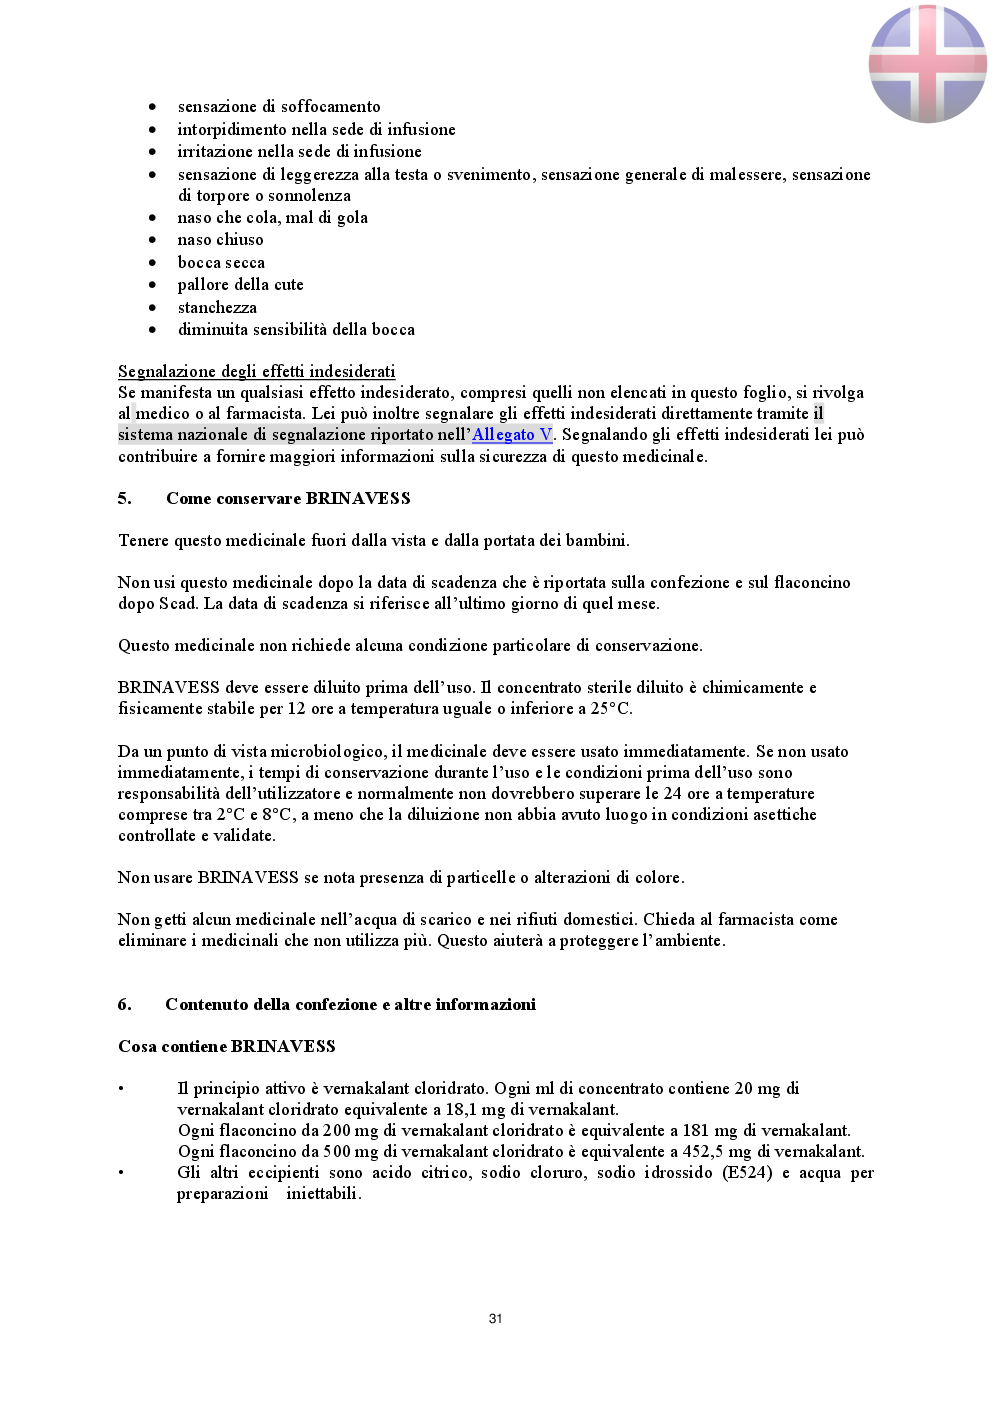 • sensazione di soffocamento
• intorpidimento nella sede di infusione
• irritazione nella sede di infusione
• sensazione di leggerezza alla testa o svenimento, sensazione generale di malessere, sensazione
di torpore o sonnolenza
• naso che cola, mal di gola
• naso chiuso
• bocca secca
• pallore della cute
• stanchezza
• diminuita sensibilità della bocca
Segnalazione degli effetti indesiderati
Se manifesta un qualsiasi effetto indesiderato, compresi quelli non elencati in questo foglio, si rivolga
al medico o al farmacista. Lei può inoltre segnalare gli effetti indesiderati direttamente tramite il
sistema nazionale di segnalazione riportato nell’Allegato V. Segnalando gli effetti indesiderati lei può
contribuire a fornire maggiori informazioni sulla sicurezza di questo medicinale.
5. Come conservare BRINAVESS
Tenere questo medicinale fuori dalla vista e dalla portata dei bambini.
Non usi questo medicinale dopo la data di scadenza che è riportata sulla confezione e sul flaconcino
dopo Scad. La data di scadenza si riferisce all’ultimo giorno di quel mese.
Questo medicinale non richiede alcuna condizione particolare di conservazione.
BRINAVESS deve essere diluito prima dell’uso. Il concentrato sterile diluito è chimicamente e
fisicamente stabile per 12 ore a temperatura uguale o inferiore a 25°C.
Da un punto di vista microbiologico, il medicinale deve essere usato immediatamente. Se non usato
immediatamente, i tempi di conservazione durante l’uso e le condizioni prima dell’uso sono
responsabilità dell’utilizzatore e normalmente non dovrebbero superare le 24 ore a temperature
comprese tra 2°C e 8°C, a meno che la diluizione non abbia avuto luogo in condizioni asettiche
controllate e validate.
Non usare BRINAVESS se nota presenza di particelle o alterazioni di colore.
Non getti alcun medicinale nell’acqua di scarico e nei rifiuti domestici. Chieda al farmacista come
eliminare i medicinali che non utilizza più. Questo aiuterà a proteggere l’ambiente.
6. Contenuto della confezione e altre informazioni
Cosa contiene BRINAVESS
• Il principio attivo è vernakalant cloridrato. Ogni ml di concentrato contiene 20 mg di
vernakalant cloridrato equivalente a 18,1 mg di vernakalant.
Ogni flaconcino da 200 mg di vernakalant cloridrato è equivalente a 181 mg di vernakalant.
Ogni flaconcino da 500 mg di vernakalant cloridrato è equivalente a 452,5 mg di vernakalant.
• Gli altri eccipienti sono acido citrico, sodio cloruro, sodio idrossido (E524) e acqua per
preparazioni iniettabili.
31